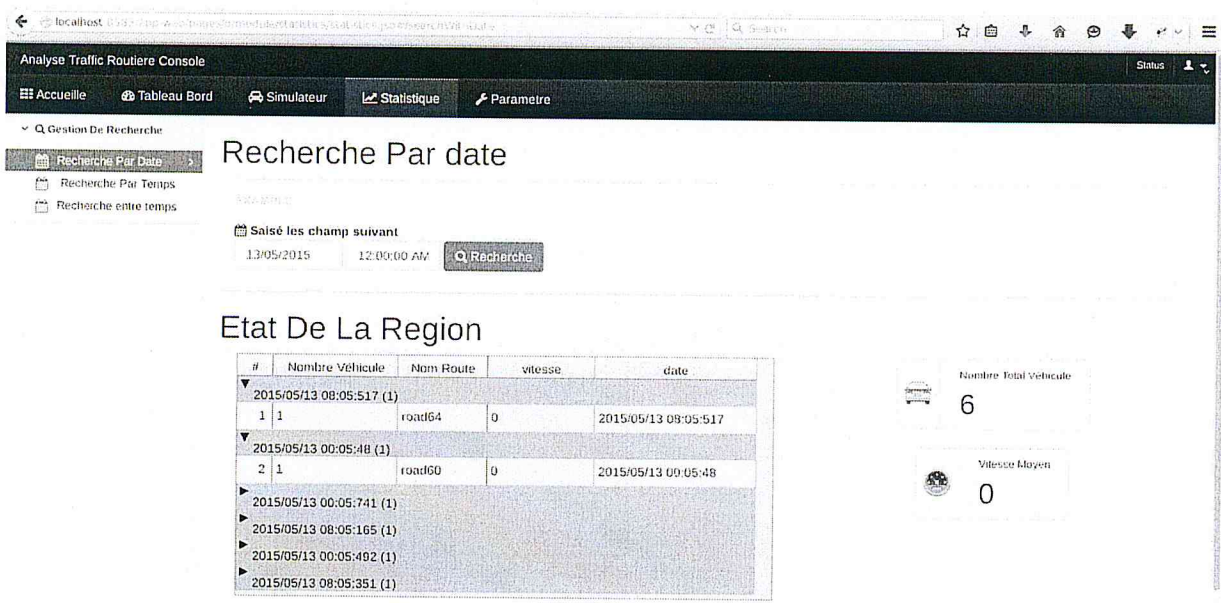 localhost
Analyse Traffic Routiere Console
Status
Accueille
Tableau Bord
Simulateur
Statistique
Parametre
Gestion De Recherche
Recherche Par Date
Recherche Par Temps
Recherche entre temps
Recherche Par date
Saisé les champ suivant
13/05/2015
12:00:00 AM
Recherche
Etat De La Region
# Nombre Véhicule Nom Route vitesse date
2015/05/13 08:05:517 (1)
1 1 road64 0 2015/05/13 08:05:517
2015/05/13 00:05:48 (1)
2 1 road60 0 2015/05/13 00:05:48
2015/05/13 00:05:741 (1)
2015/05/13 08:05:165 (1)
2015/05/13 00:05:492 (1)
2015/05/13 08:05:351 (1)
Nombre Total Véhicule
6
Vitesse Moyen
0